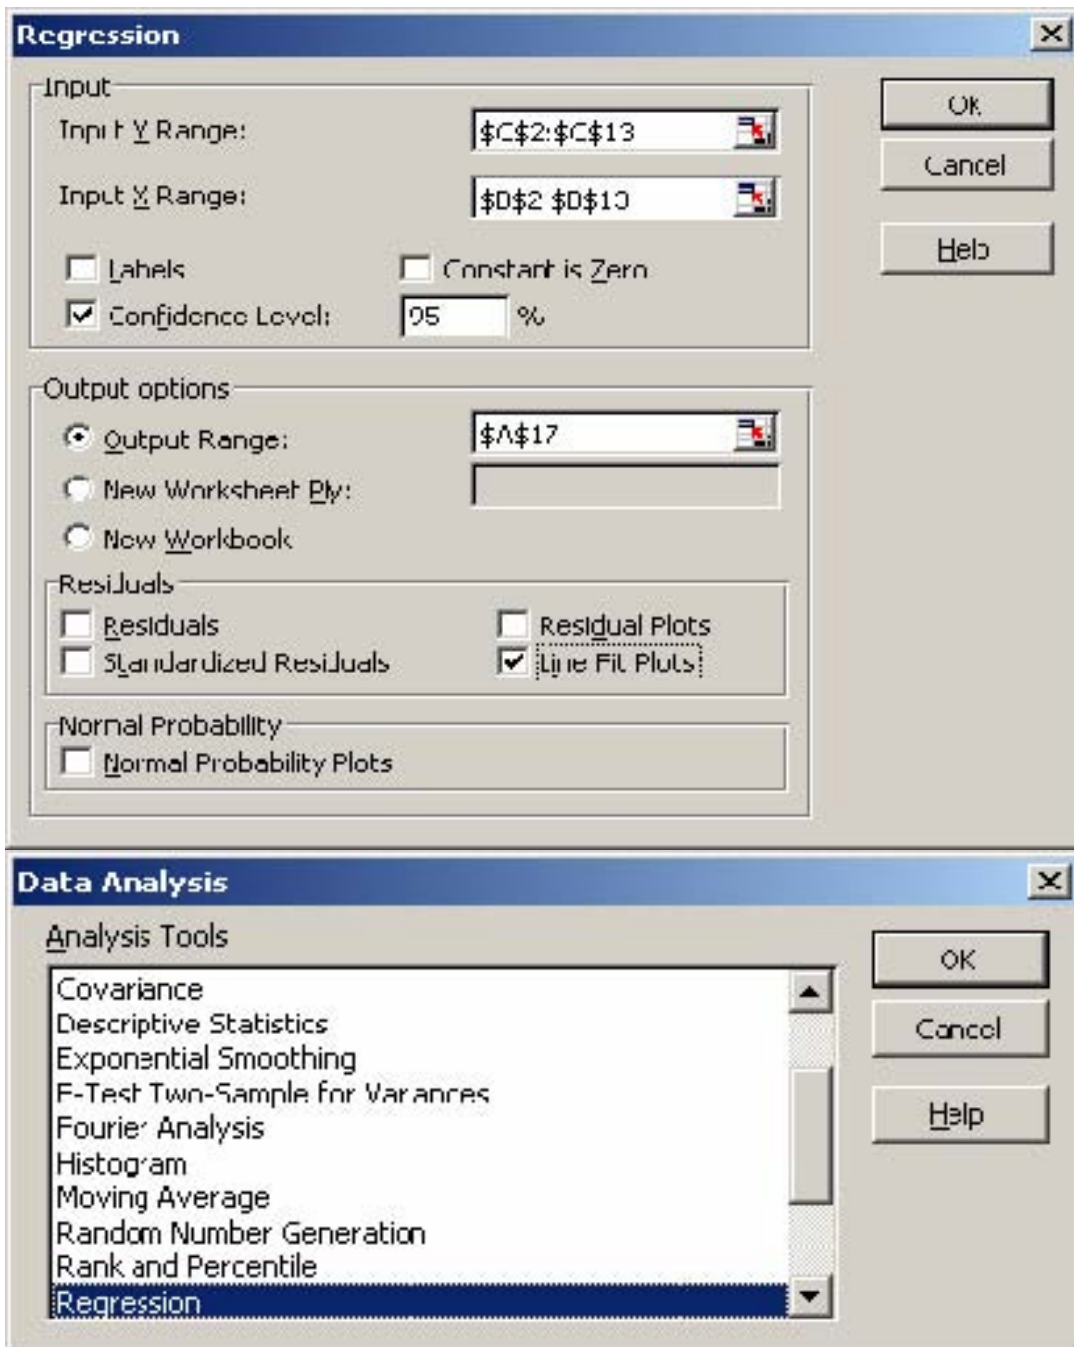 Regression
Input
Input Y Range:
$C$2:$C$13
OK
Input X Range:
Cancel
Labels
Constant is Zero
Help
Confidence Level:
95
%
Output options
Output Range:
$A$17
New Worksheet Ply:
New Workbook
Residuals
Residuals
Residual Plots
Standardized Residuals
Line Fit Plots
Normal Probability
Normal Probability Plots
Data Analysis
Analysis Tools
OK
Covariance
Descriptive Statistics
Cancel
Exponential Smoothing
F-Test Two-Sample for Variances
Help
Fourier Analysis
Histogram
Moving Average
Random Number Generation
Rank and Percentile
Regression